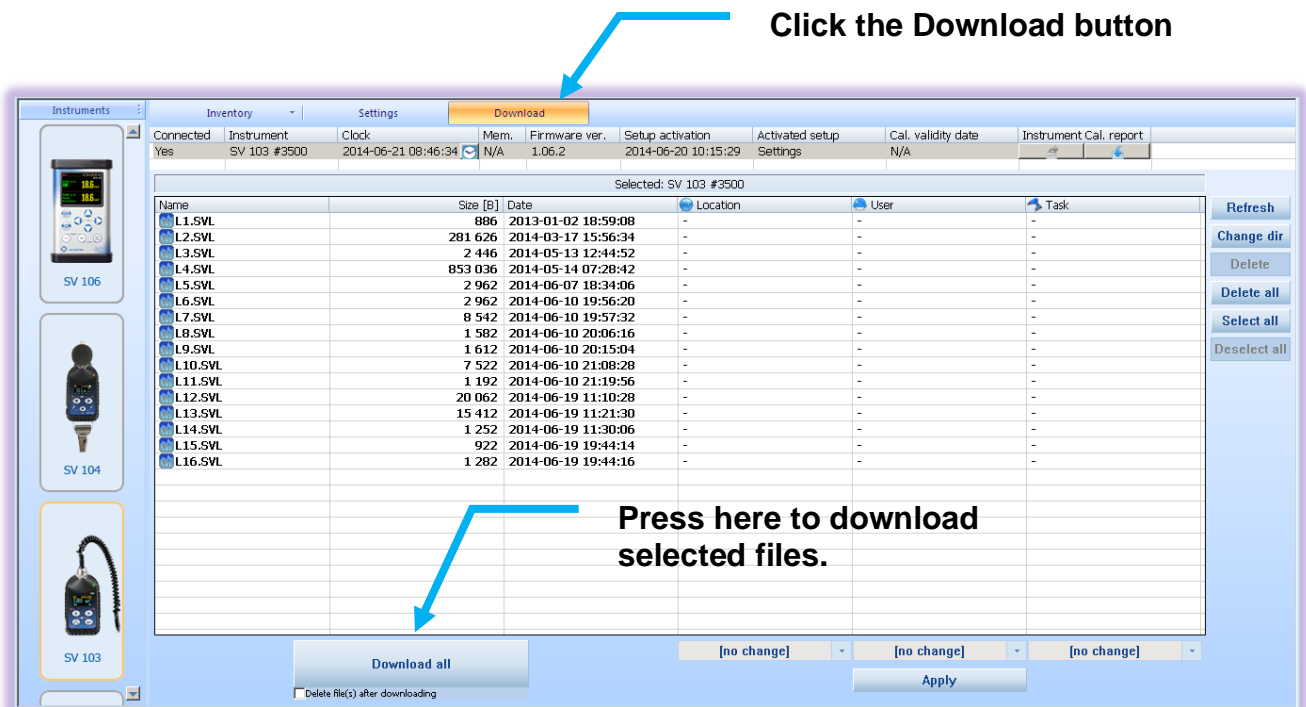 Click the Download button
Instruments
Inventory Settings Download
Connected Instrument Clock Mem. Firmware ver. Setup activation Activated setup Cal. validity date Instrument Cal. report
Yes SV 103 #3500 2014-06-21 08:46:34 N/A 1.06.2 2014-06-20 10:15:29 Settings N/A
Selected: SV 103 #3500
Name Size [B] Date Location User Task
L1.SVL 886 2013-01-02 18:59:08 - - -
L2.SVL 281 626 2014-03-17 15:56:34 - - -
L3.SVL 2 446 2014-05-13 12:44:52 - - -
L4.SVL 853 036 2014-05-14 07:28:42 - - -
L5.SVL 2 962 2014-06-07 18:34:06 - - -
L6.SVL 2 962 2014-06-10 19:56:20 - - -
L7.SVL 8 542 2014-06-10 19:57:32 - - -
L8.SVL 1 582 2014-06-10 20:06:16 - - -
L9.SVL 1 612 2014-06-10 20:15:04 - - -
L10.SVL 7 522 2014-06-10 21:08:28 - - -
L11.SVL 1 192 2014-06-10 21:19:56 - - -
L12.SVL 20 062 2014-06-19 11:10:28 - - -
L13.SVL 15 412 2014-06-19 11:21:30 - - -
L14.SVL 1 252 2014-06-19 11:30:06 - - -
L15.SVL 922 2014-06-19 19:44:14 - - -
L16.SVL 1 282 2014-06-19 19:44:16 - - -
Refresh
Change dir
Delete
Delete all
Select all
Deselect all
18.6
18.6
SV 106
SV 104
SV 103
Press here to download
selected files.
Download all
Delete file(s) after downloading
[no change] [no change] [no change]
Apply